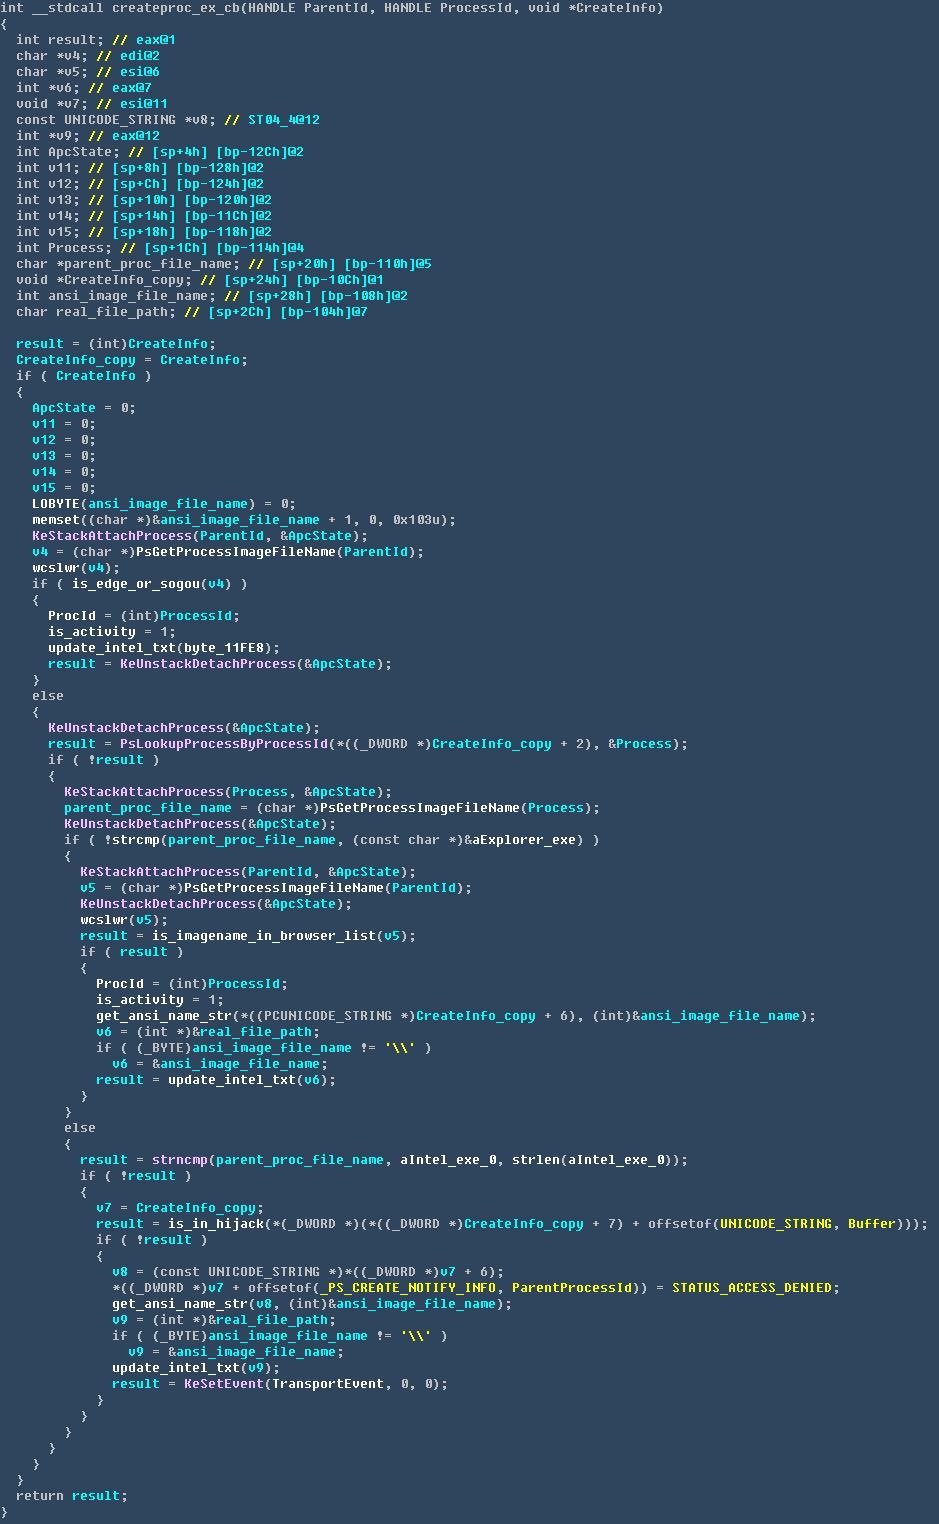 int __stdcall createproc_ex_cb(HANDLE ParentId, HANDLE ProcessId, void *CreateInfo)
{
  int result; // eax@1
  char *v4; // edi@2
  char *v5; // esi@6
  int *v6; // eax@7
  void *v7; // esi@11
  const UNICODE_STRING *v8; // ST04_4@12
  int *v9; // eax@12
  int ApcState; // [sp+4h] [bp-12Ch]@2
  int v11; // [sp+8h] [bp-128h]@2
  int v12; // [sp+Ch] [bp-124h]@2
  int v13; // [sp+10h] [bp-120h]@2
  int v14; // [sp+14h] [bp-11Ch]@2
  int v15; // [sp+18h] [bp-118h]@2
  int Process; // [sp+1Ch] [bp-114h]@4
  char *parent_proc_file_name; // [sp+20h] [bp-110h]@5
  void *CreateInfo_copy; // [sp+24h] [bp-10Ch]@1
  int ansi_image_file_name; // [sp+28h] [bp-108h]@2
  char real_file_path; // [sp+2Ch] [bp-104h]@7

  result = (int)CreateInfo;
  CreateInfo_copy = CreateInfo;
  if ( CreateInfo )
  {
    ApcState = 0;
    v11 = 0;
    v12 = 0;
    v13 = 0;
    v14 = 0;
    v15 = 0;
    LOBYTE(ansi_image_file_name) = 0;
    memset((char *)&ansi_image_file_name + 1, 0, 0x103u);
    KeStackAttachProcess(ParentId, &ApcState);
    v4 = (char *)PsGetProcessImageFileName(ParentId);
    wcslwr(v4);
    if ( is_edge_or_sogou(v4) )
    {
      ProcId = (int)ProcessId;
      is_activity = 1;
      update_intel_txt(byte_11FE8);
      result = KeUnstackDetachProcess(&ApcState);
    }
    else
    {
      KeUnstackDetachProcess(&ApcState);
      result = PsLookupProcessByProcessId(*((_DWORD *)CreateInfo_copy + 2), &Process);
      if ( !result )
      {
        KeStackAttachProcess(Process, &ApcState);
        parent_proc_file_name = (char *)PsGetProcessImageFileName(Process);
        KeUnstackDetachProcess(&ApcState);
        if ( !strcmp(parent_proc_file_name, (const char *)&aExplorer_exe) )
        {
          KeStackAttachProcess(ParentId, &ApcState);
          v5 = (char *)PsGetProcessImageFileName(ParentId);
          KeUnstackDetachProcess(&ApcState);
          wcslwr(v5);
          result = is_imagename_in_browser_list(v5);
          if ( result )
          {
            ProcId = (int)ProcessId;
            is_activity = 1;
            get_ansi_name_str(*((PCUNICODE_STRING *)CreateInfo_copy + 6), (int)&ansi_image_file_name);
            v6 = (int *)&real_file_path;
            if ( (_BYTE)ansi_image_file_name != '\\' )
              v6 = &ansi_image_file_name;
            result = update_intel_txt(v6);
          }
        }
        else
        {
          result = strncmp(parent_proc_file_name, aIntel_exe_0, strlen(aIntel_exe_0));
          if ( !result )
          {
            v7 = CreateInfo_copy;
            result = is_in_hijack(*(_DWORD *)(*((_DWORD *)CreateInfo_copy + 7) + offsetof(UNICODE_STRING, Buffer)));
            if ( !result )
            {
              v8 = (const UNICODE_STRING *)*((_DWORD *)v7 + 6);
              *((_DWORD *)v7 + offsetof(_PS_CREATE_NOTIFY_INFO, ParentProcessId)) = STATUS_ACCESS_DENIED;
              get_ansi_name_str(v8, (int)&ansi_image_file_name);
              v9 = (int *)&real_file_path;
              if ( (_BYTE)ansi_image_file_name != '\\' )
                v9 = &ansi_image_file_name;
              update_intel_txt(v9);
              result = KeSetEvent(TransportEvent, 0, 0);
            }
          }
        }
      }
    }
  }
  return result;
}